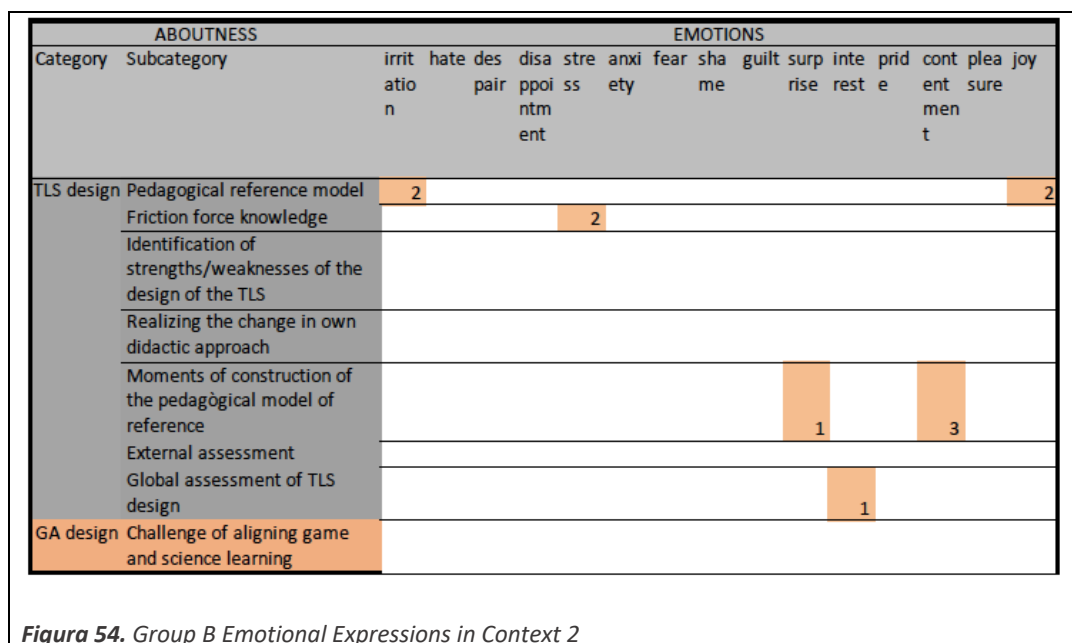 ABOUTNESS EMOTIONS
Category Subcategory irri hate des disa stre anxi fear sha guilt surp inte prid cont plea joy
atio pair ppoi ss ety me rise rest e ent sure
n ntm men
ent t
TLS design Pedagogical reference model 2 2
Friction force knowledge 2
Identification of
strengths/weaknesses of the
design of the TLS
Realizing the change in own
didactic approach
Moments of construction of
the pedagògical model of
reference 1 3
External assessment
Global assessment of TLS
design 1
GA design Challenge of aligning game
and science learning
Figura 54. Group B Emotional Expressions in Context 2